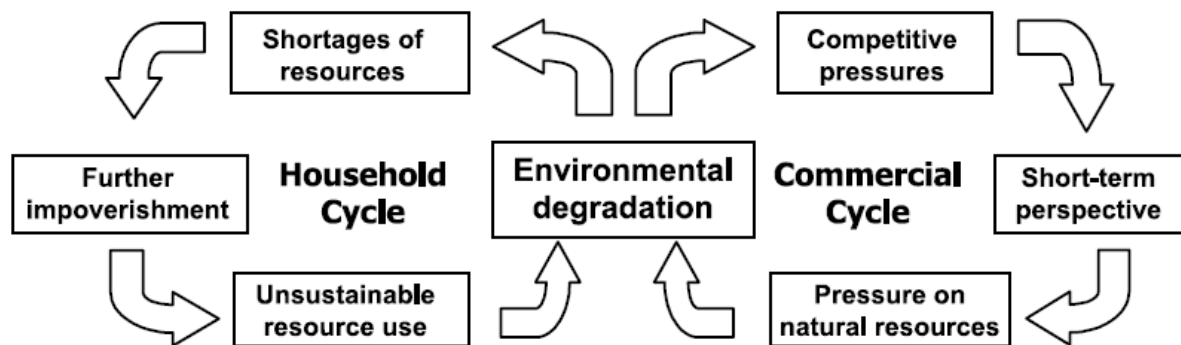 Shortages of
resources
Competitive
pressures
Further
impoverishment
Household
Cycle
Environmental
degradation
Commercial
Cycle
Short-term
perspective
Unsustainable
resource use
Pressure on
natural resources